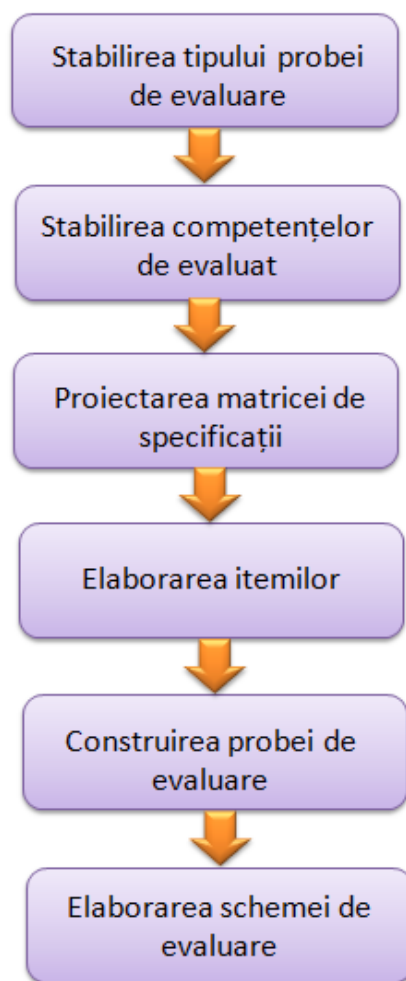 Stabilirea tipului probei
de evaluare
Stabilirea competențelor
de evaluat
Proiectarea matricei de
specificații
Elaborarea itemilor
Construirea probei de
evaluare
Elaborarea schemei de
evaluare